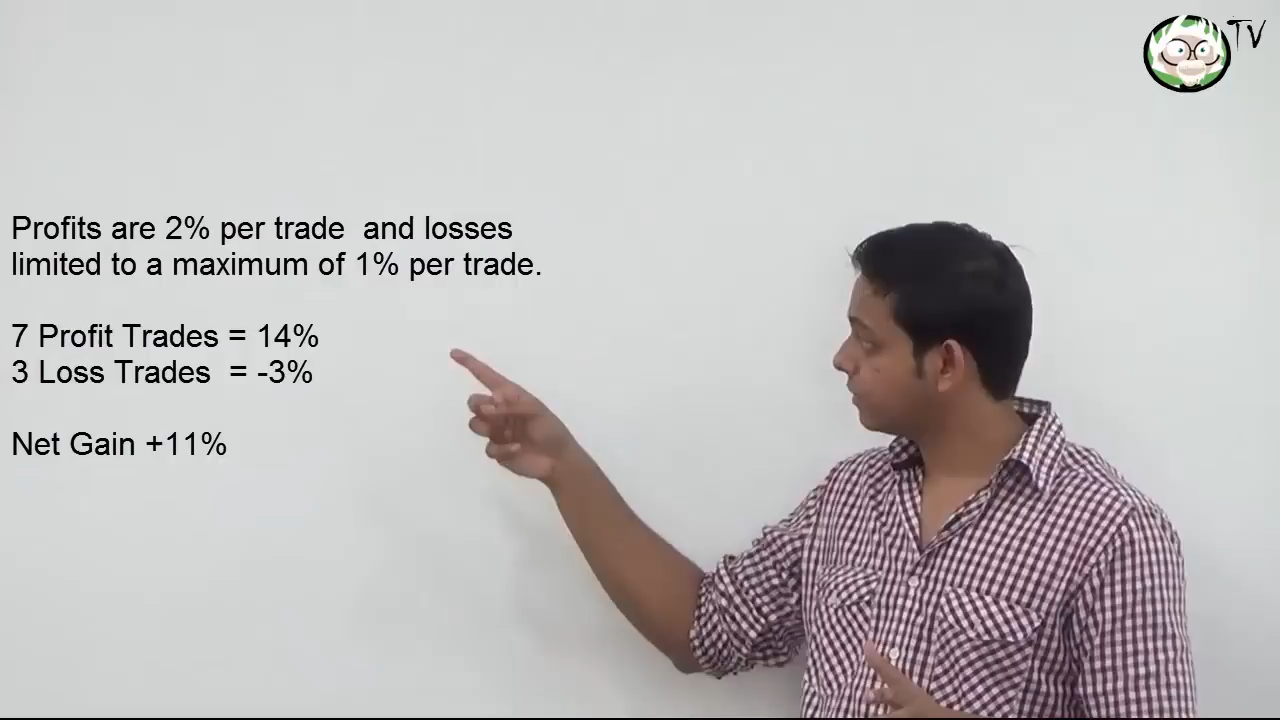 TV
Profits are 2% per trade  and losses
limited to a maximum of 1% per trade.
7 Profit Trades = 14%
3 Loss Trades  = -3%
Net Gain +11%